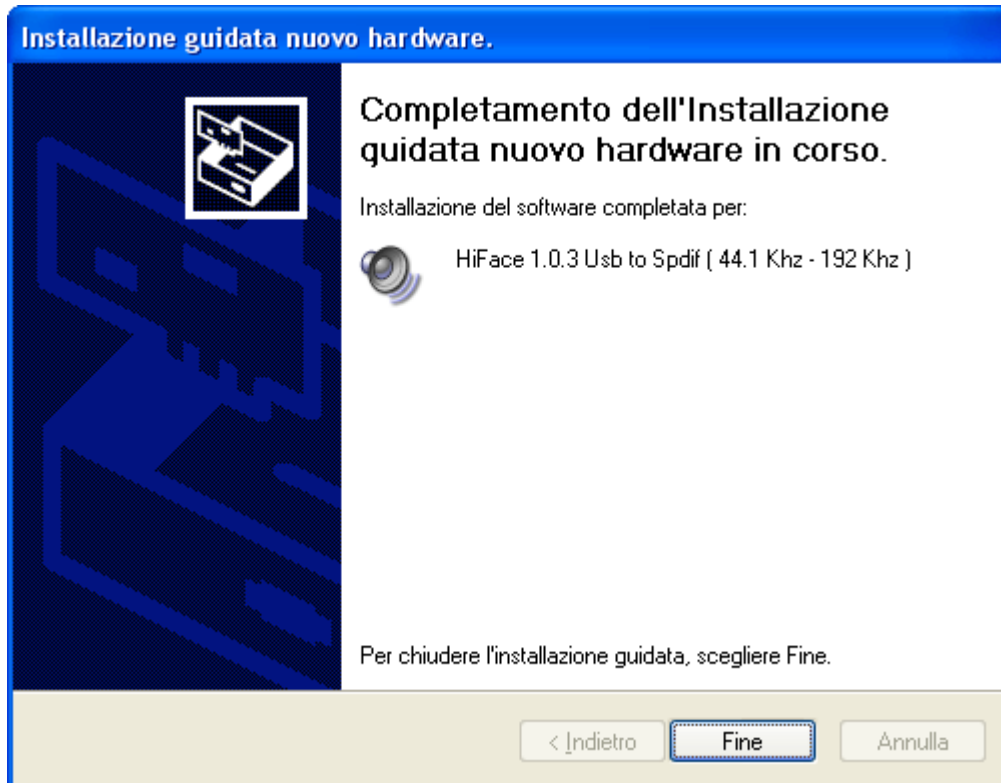 Installazione guidata nuovo hardware.
Completamento dell'Installazione
guidata nuovo hardware in corso.
Installazione del software completata per:
HiFace 1.0.3 Usb to Spdif ( 44.1 Khz - 192 Khz )
Per chiudere l'installazione guidata, scegliere Fine.
< Indietro
Fine
Annulla